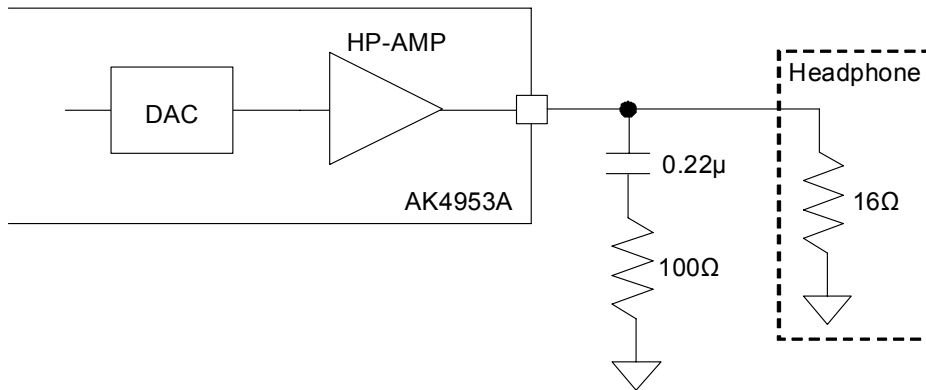 HP-AMP
Headphone
DAC
0.22µ
AK4953A
16Ω
100Ω